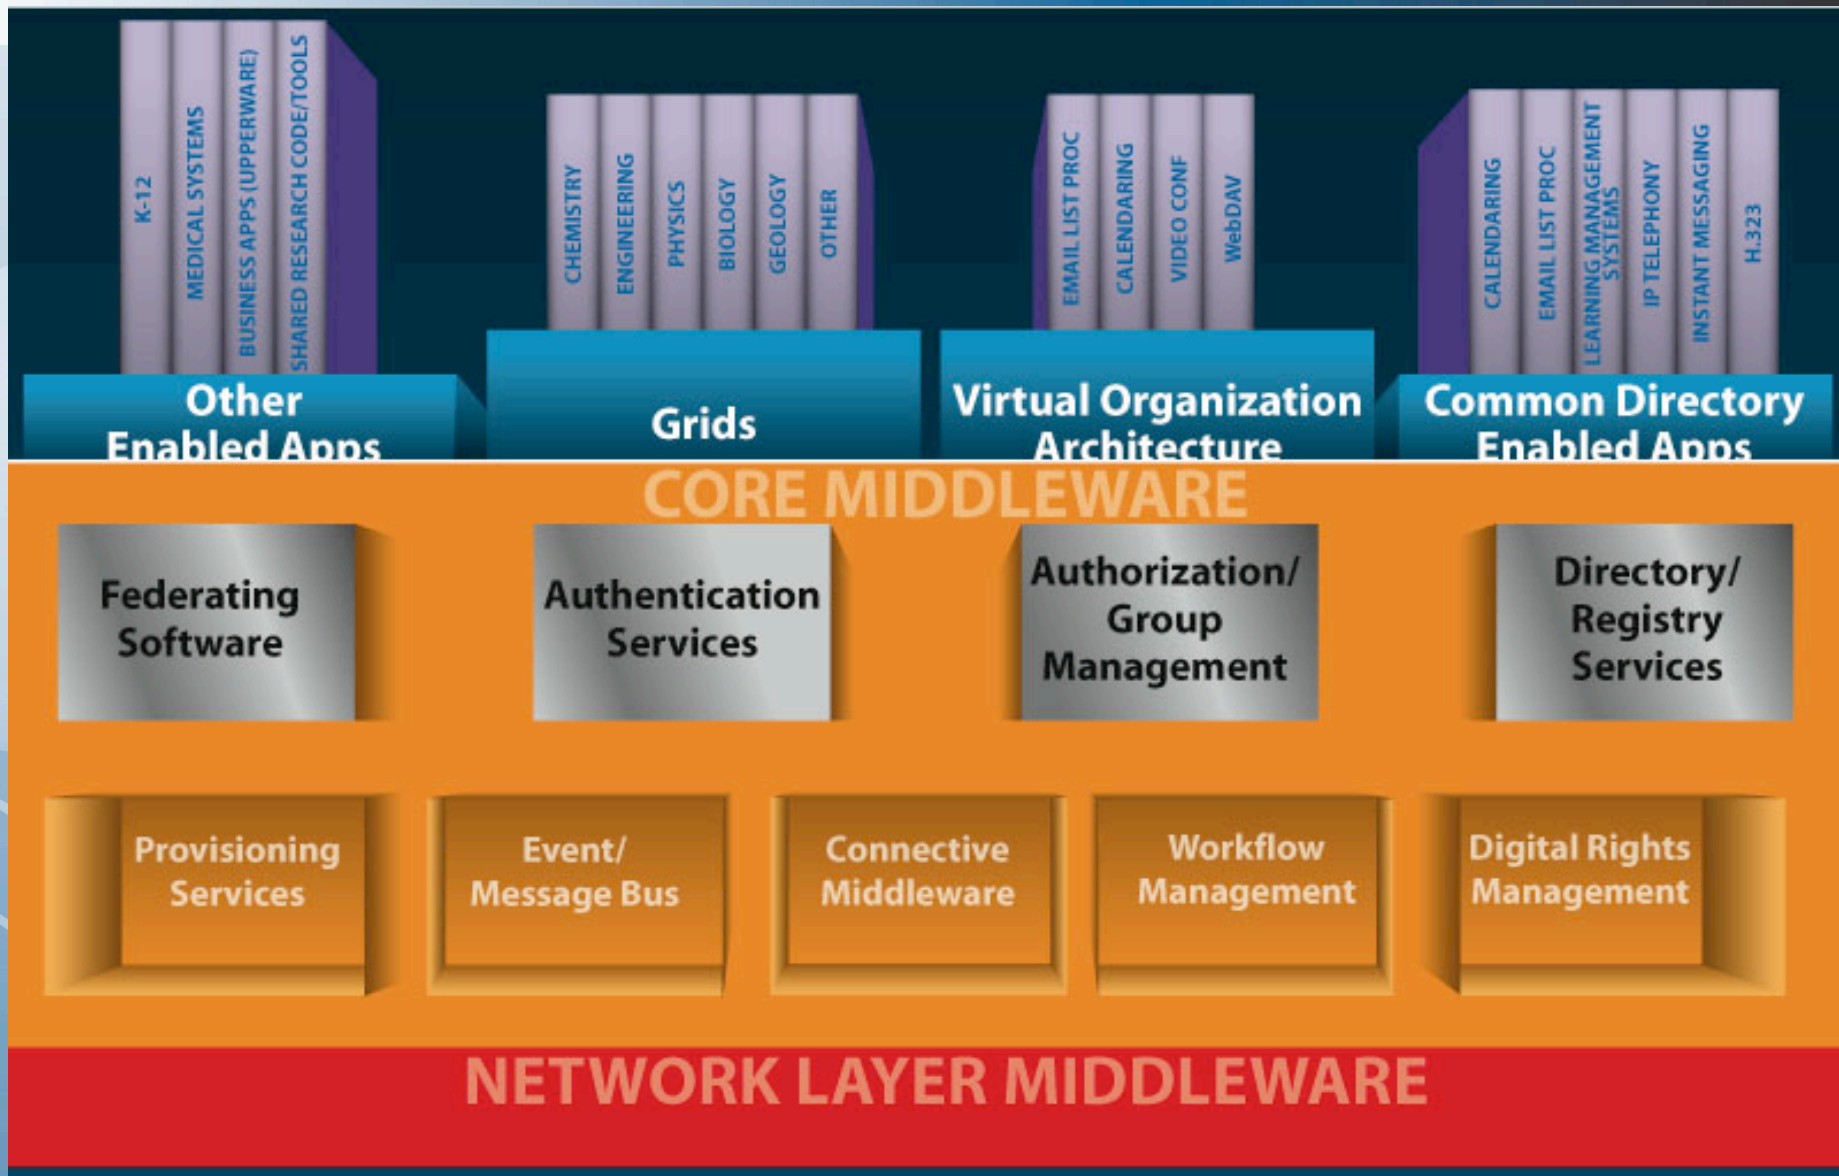 K-12
MEDICAL SYSTEMS
BUSINESS APPS (UPPERWARE)
SHARED RESEARCH CODE/TOOLS
CHEMISTRY
ENGINEERING
PHYSICS
BIOLOGY
GEOLOGY
OTHER
EMAIL LIST PROC
CALENDARING
VIDEO CONF
WebDAV
CALENDARING
EMAIL LIST PROC
LEARNING MANAGEMENT
SYSTEMS
IP TELEPHONY
INSTANT MESSAGING
H.323
Other
Enabled Apps
Grids
Virtual Organization
Architecture
Common Directory
Enabled Apps
CORE MIDDLEWARE
Federating
Software
Authentication
Services
Authorization/
Group
Management
Directory/
Registry
Services
Provisioning
Services
Event/
Message Bus
Connective
Middleware
Workflow
Management
Digital Rights
Management
NETWORK LAYER MIDDLEWARE